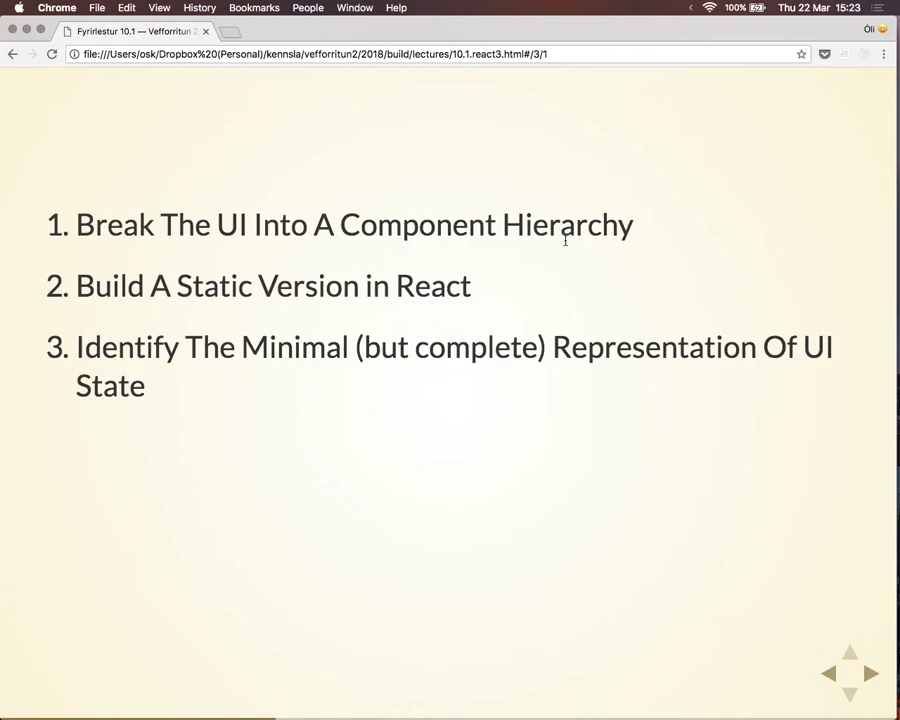 Chrome File Edit View History Bookmarks People Window Help 100% Thu 22 Mar 15:23
Fyrirlestur 10.1 — Vefforritun 2
Óli
file:///Users/osk/Dropbox%20(Personal)/kennsla/vefforritun2/2018/build/lectures/10.1.react3.html#/3/1
1. Break The UI Into A Component Hierarchy
2. Build A Static Version in React
3. Identify The Minimal (but complete) Representation Of UI
State